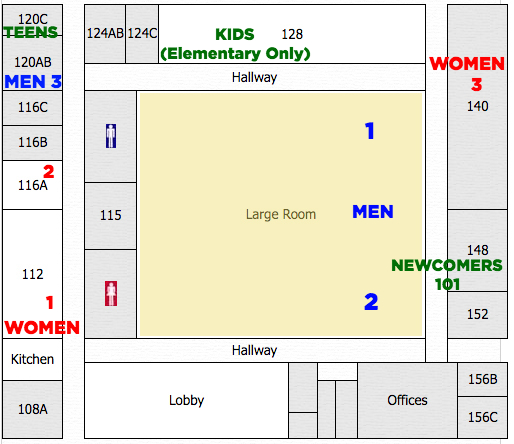 120C
TEENS
120AB
MEN 3
116C
116B
2
116A
112
1
WOMEN
Kitchen
108A
124AB
124C
KIDS
128
(Elementary Only)
Hallway
115
1
Large Room
MEN
2
Hallway
Lobby
Offices
WOMEN
3
140
148
NEWCOMERS
101
152
156B
156C